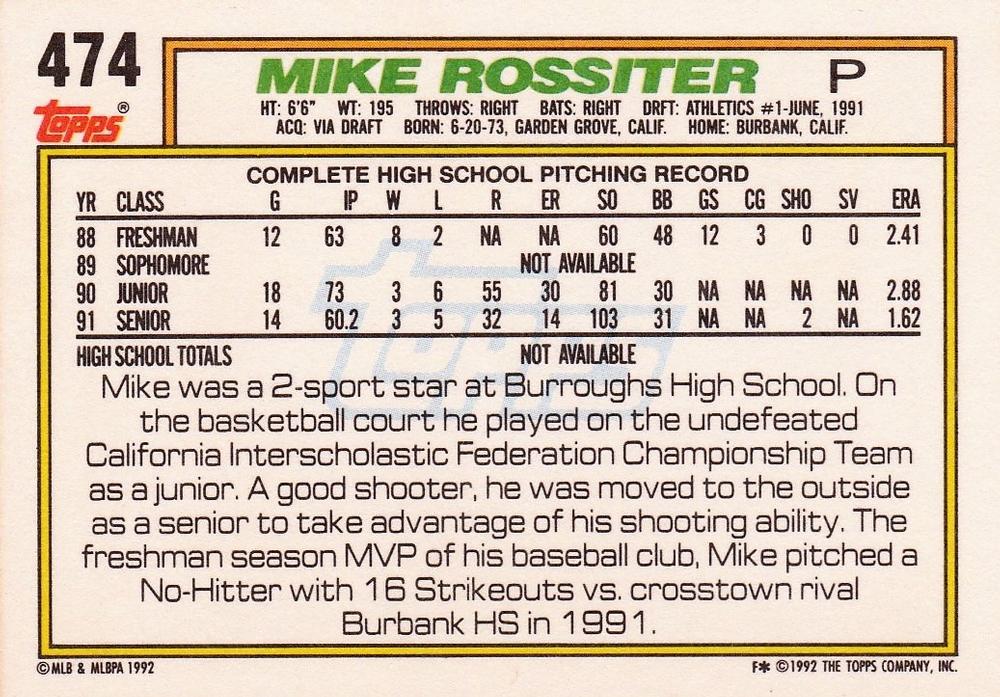 474
Topps®
MIKE ROSSITER P
HT: 6'6" WT: 195 THROWS: RIGHT BATS: RIGHT DRFT: ATHLETICS #1-JUNE, 1991
ACQ: VIA DRAFT BORN: 6-20-73, GARDEN GROVE, CALIF. HOME: BURBANK, CALIF.
COMPLETE HIGH SCHOOL PITCHING RECORD
YR CLASS G IP W L R ER SO BB GS CG SHO SV ERA
88 FRESHMAN 12 63 8 2 NA NA 60 48 12 3 0 0 2.41
89 SOPHOMORE NOT AVAILABLE
90 JUNIOR 18 73 3 6 55 30 81 30 NA NA NA NA 2.88
91 SENIOR 14 60.2 3 5 32 14 103 31 NA NA 2 NA 1.62
HIGH SCHOOL TOTALS NOT AVAILABLE
Topps
Mike was a 2-sport star at Burroughs High School. On
the basketball court he played on the undefeated
California Interscholastic Federation Championship Team
as a junior. A good shooter, he was moved to the outside
as a senior to take advantage of his shooting ability. The
freshman season MVP of his baseball club, Mike pitched a
No-Hitter with 16 Strikeouts vs. crosstown rival
Burbank HS in 1991.
©MLB & MLBPA 1992 F✱ ©1992 THE TOPPS COMPANY, INC.